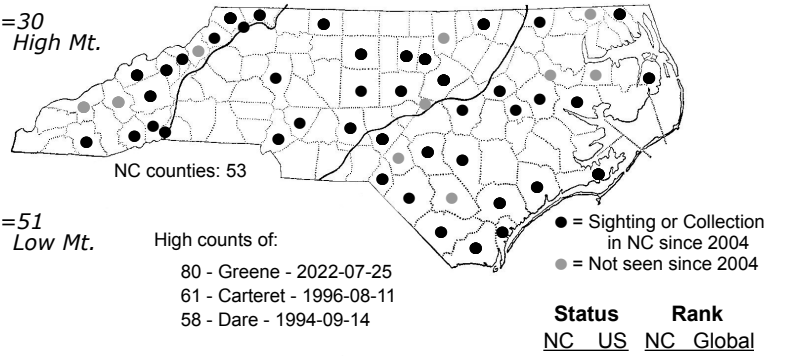 =30
High Mt.
NC counties: 53
=51
Low Mt.
High counts of:
80 - Greene - 2022-07-25
61 - Carteret - 1996-08-11
58 - Dare - 1994-09-14
= Sighting or Collection
in NC since 2004
= Not seen since 2004
Status Rank
NC US NC Global